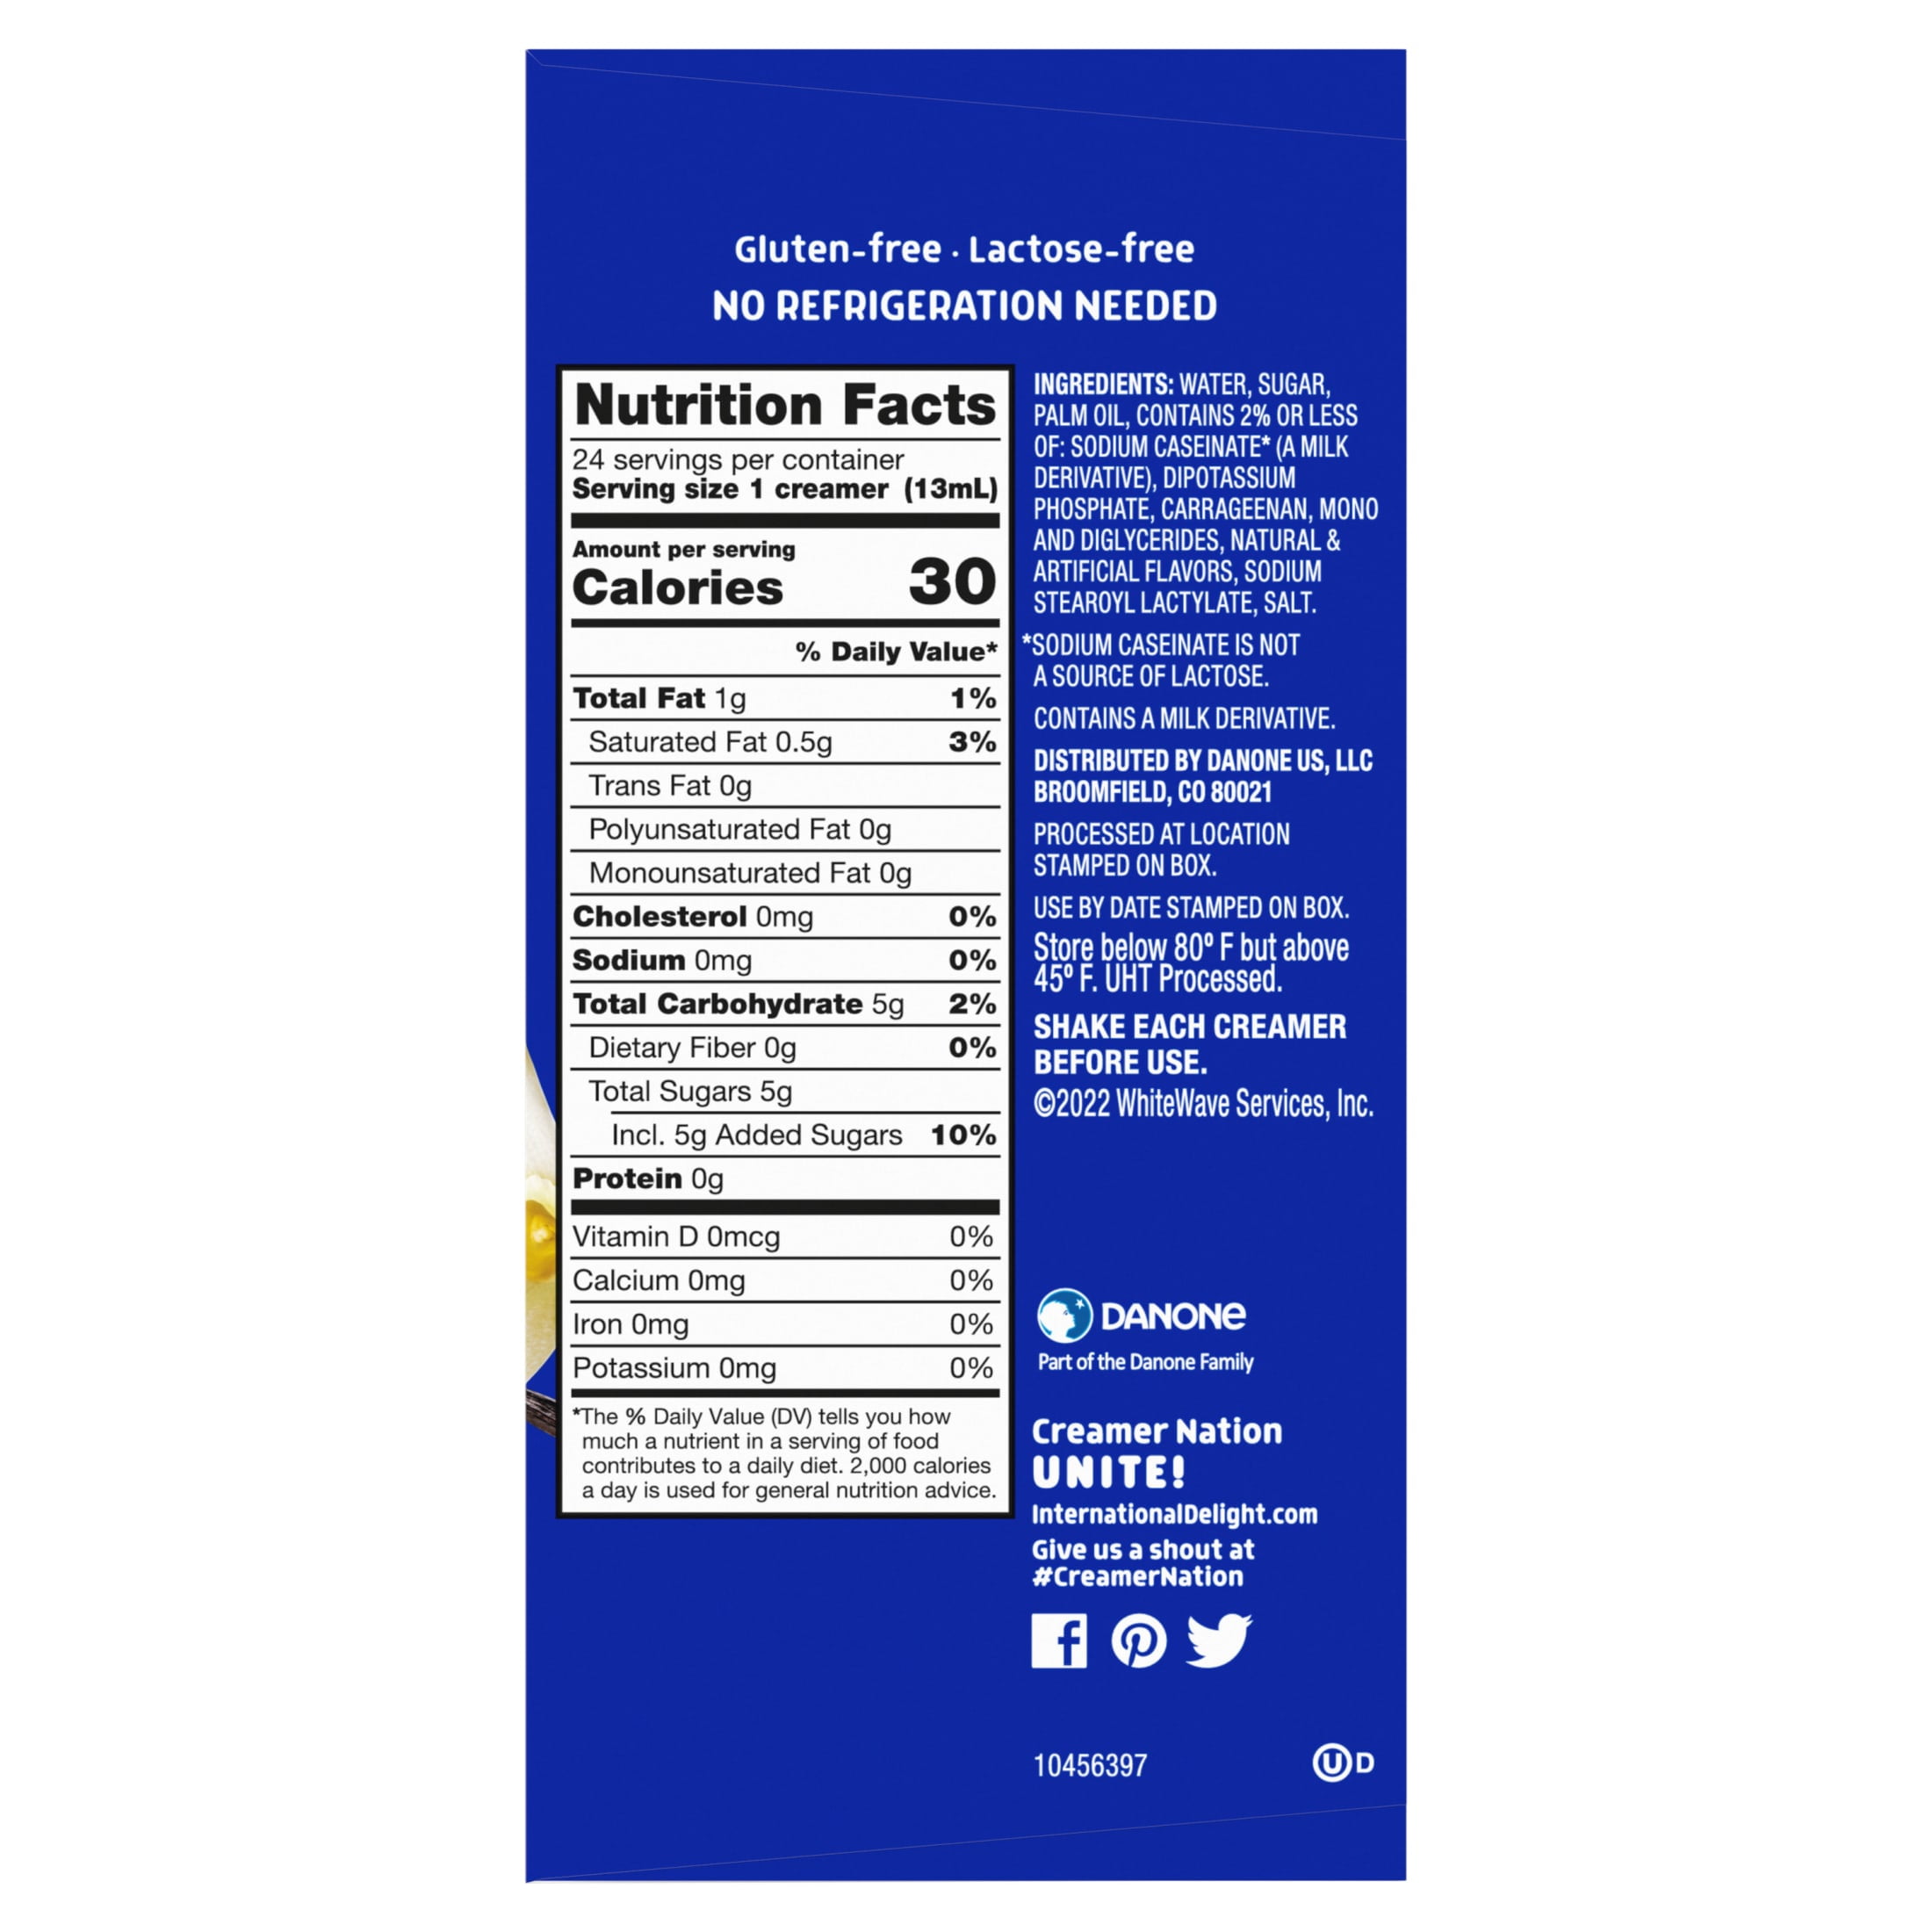 Gluten-free · Lactose-free
NO REFRIGERATION NEEDED
Nutrition Facts
24 servings per container
Serving size 1 creamer (13mL)
Amount per serving
Calories 30
% Daily Value*
Total Fat 1g 1%
Saturated Fat 0.5g 3%
Trans Fat 0g
Polyunsaturated Fat 0g
Monounsaturated Fat 0g
Cholesterol 0mg 0%
Sodium 0mg 0%
Total Carbohydrate 5g 2%
Dietary Fiber 0g 0%
Total Sugars 5g
Incl. 5g Added Sugars 10%
Protein 0g
Vitamin D 0mcg 0%
Calcium 0mg 0%
Iron 0mg 0%
Potassium 0mg 0%
*The % Daily Value (DV) tells you how
much a nutrient in a serving of food
contributes to a daily diet. 2,000 calories
a day is used for general nutrition advice.
INGREDIENTS: WATER, SUGAR,
PALM OIL, CONTAINS 2% OR LESS
OF: SODIUM CASEINATE* (A MILK
DERIVATIVE), DIPOTASSIUM
PHOSPHATE, CARRAGEENAN, MONO
AND DIGLYCERIDES, NATURAL &
ARTIFICIAL FLAVORS, SODIUM
STEAROYL LACTYLATE, SALT.
*SODIUM CASEINATE IS NOT
A SOURCE OF LACTOSE.
CONTAINS A MILK DERIVATIVE.
DISTRIBUTED BY DANONE US, LLC
BROOMFIELD, CO 80021
PROCESSED AT LOCATION
STAMPED ON BOX.
USE BY DATE STAMPED ON BOX.
Store below 80º F but above
45º F. UHT Processed.
SHAKE EACH CREAMER
BEFORE USE.
©2022 WhiteWave Services, Inc.
DANONE
Part of the Danone Family
Creamer Nation
UNITE!
InternationalDelight.com
Give us a shout at
#CreamerNation
10456397
U D